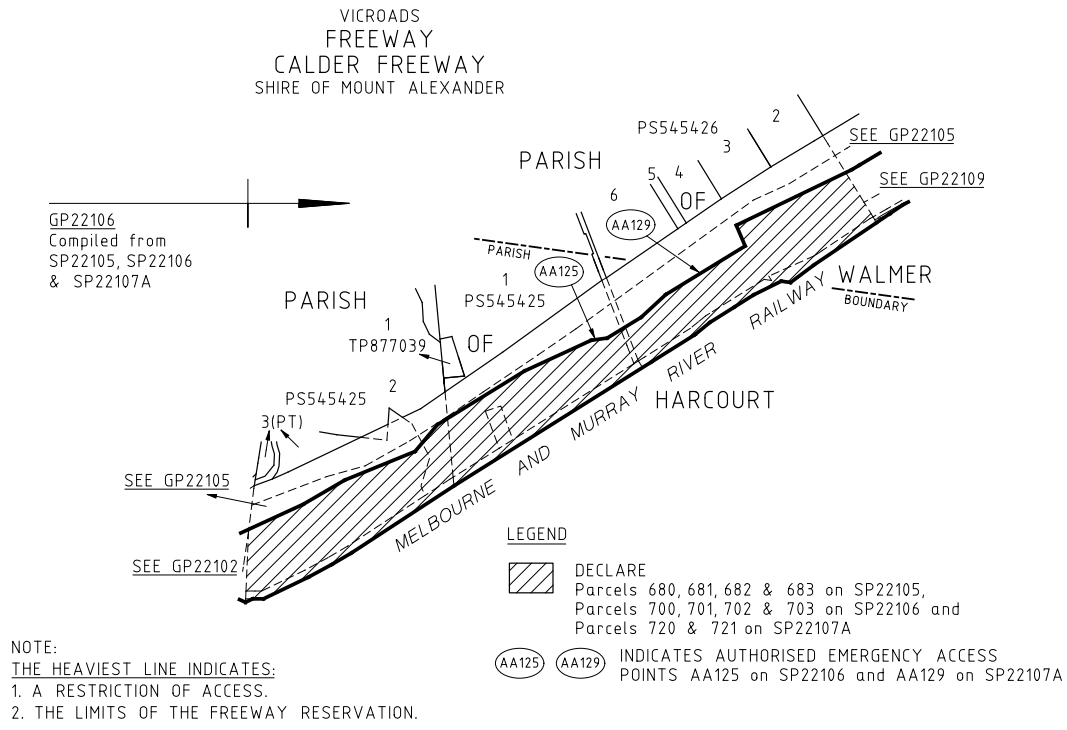 VICROADS
FREEWAY
CALDER FREEWAY
SHIRE OF MOUNT ALEXANDER
PS545426
2
3
SEE GP22105
PARISH
5
4
OF
6
SEE GP22109
GP22106
Compiled from
SP22105, SP22106
& SP22107A
AA129
PARISH
AA125
WALMER
BOUNDARY
1
PS545425
PARISH
1
TP877039
OF
2
PS545425
3(PT)
HARCOURT
MELBOURNE AND MURRAY RIVER RAILWAY
SEE GP22105
SEE GP22102
LEGEND
DECLARE
Parcels 680, 681, 682 & 683 on SP22105,
Parcels 700, 701, 702 & 703 on SP22106 and
Parcels 720 & 721 on SP22107A
AA125 AA129 INDICATES AUTHORISED EMERGENCY ACCESS
POINTS AA125 on SP22106 and AA129 on SP22107A
NOTE:
THE HEAVIEST LINE INDICATES:
1. A RESTRICTION OF ACCESS.
2. THE LIMITS OF THE FREEWAY RESERVATION.